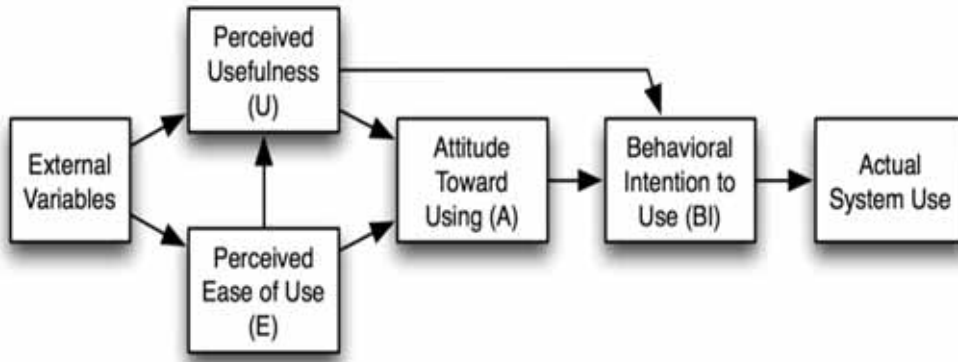 Perceived
Usefulness
(U)
External
Variables
Perceived
Ease of Use
(E)
Attitude
Toward
Using (A)
Behavioral
Intention to
Use (BI)
Actual
System Use